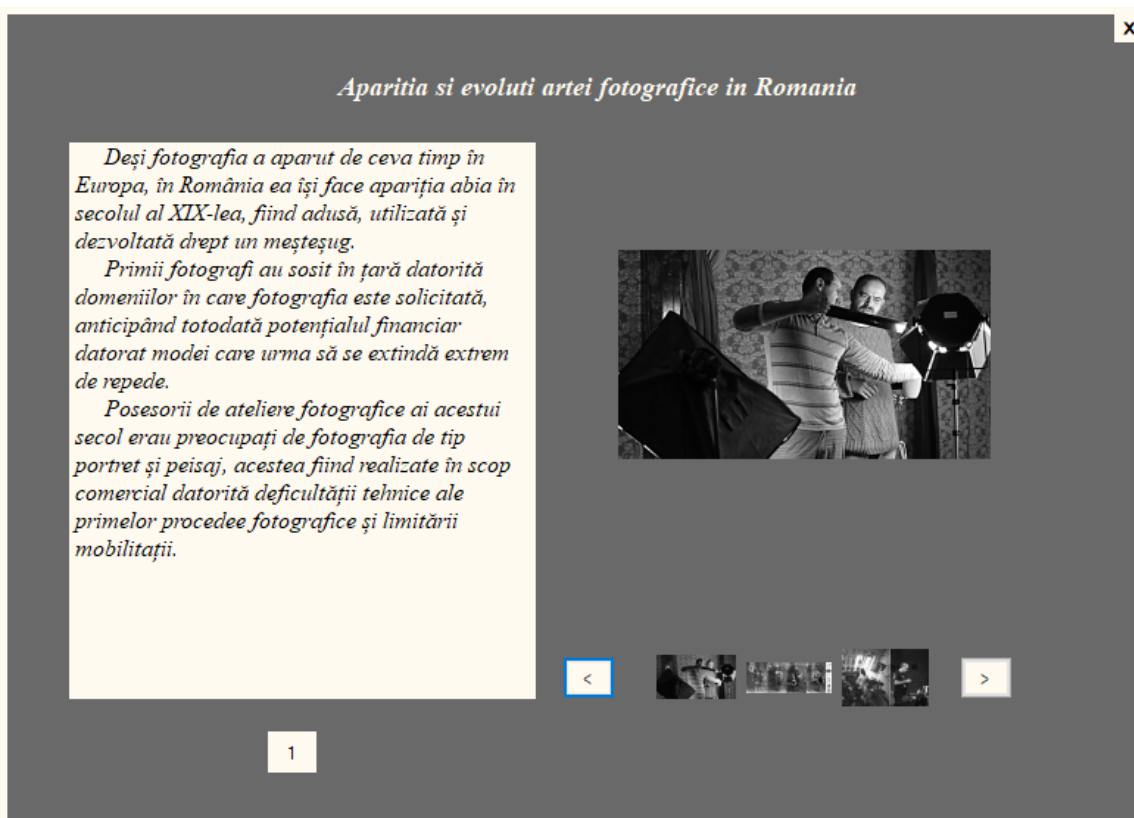 X
Aparitia si evoluti artei fotografice in Romania
Deși fotografia a aparut de ceva timp în
Europa, în România ea își face apariția abia în
secolul al XIX-lea, fiind adusă, utilizată și
dezvoltată drept un meșteșug.
Primii fotografi au sosit în țară datorită
domeniilor în care fotografia este solicitată,
anticipând totodată potențialul financiar
datorat modei care urma să se extindă extrem
de repede.
Posesorii de ateliere fotografice ai acestui
secol erau preocupați de fotografia de tip
portret și peisaj, acestea fiind realizate în scop
comercial datorită deficultății tehnice ale
primelor procedee fotografice și limitării
mobilitații.
< >
1